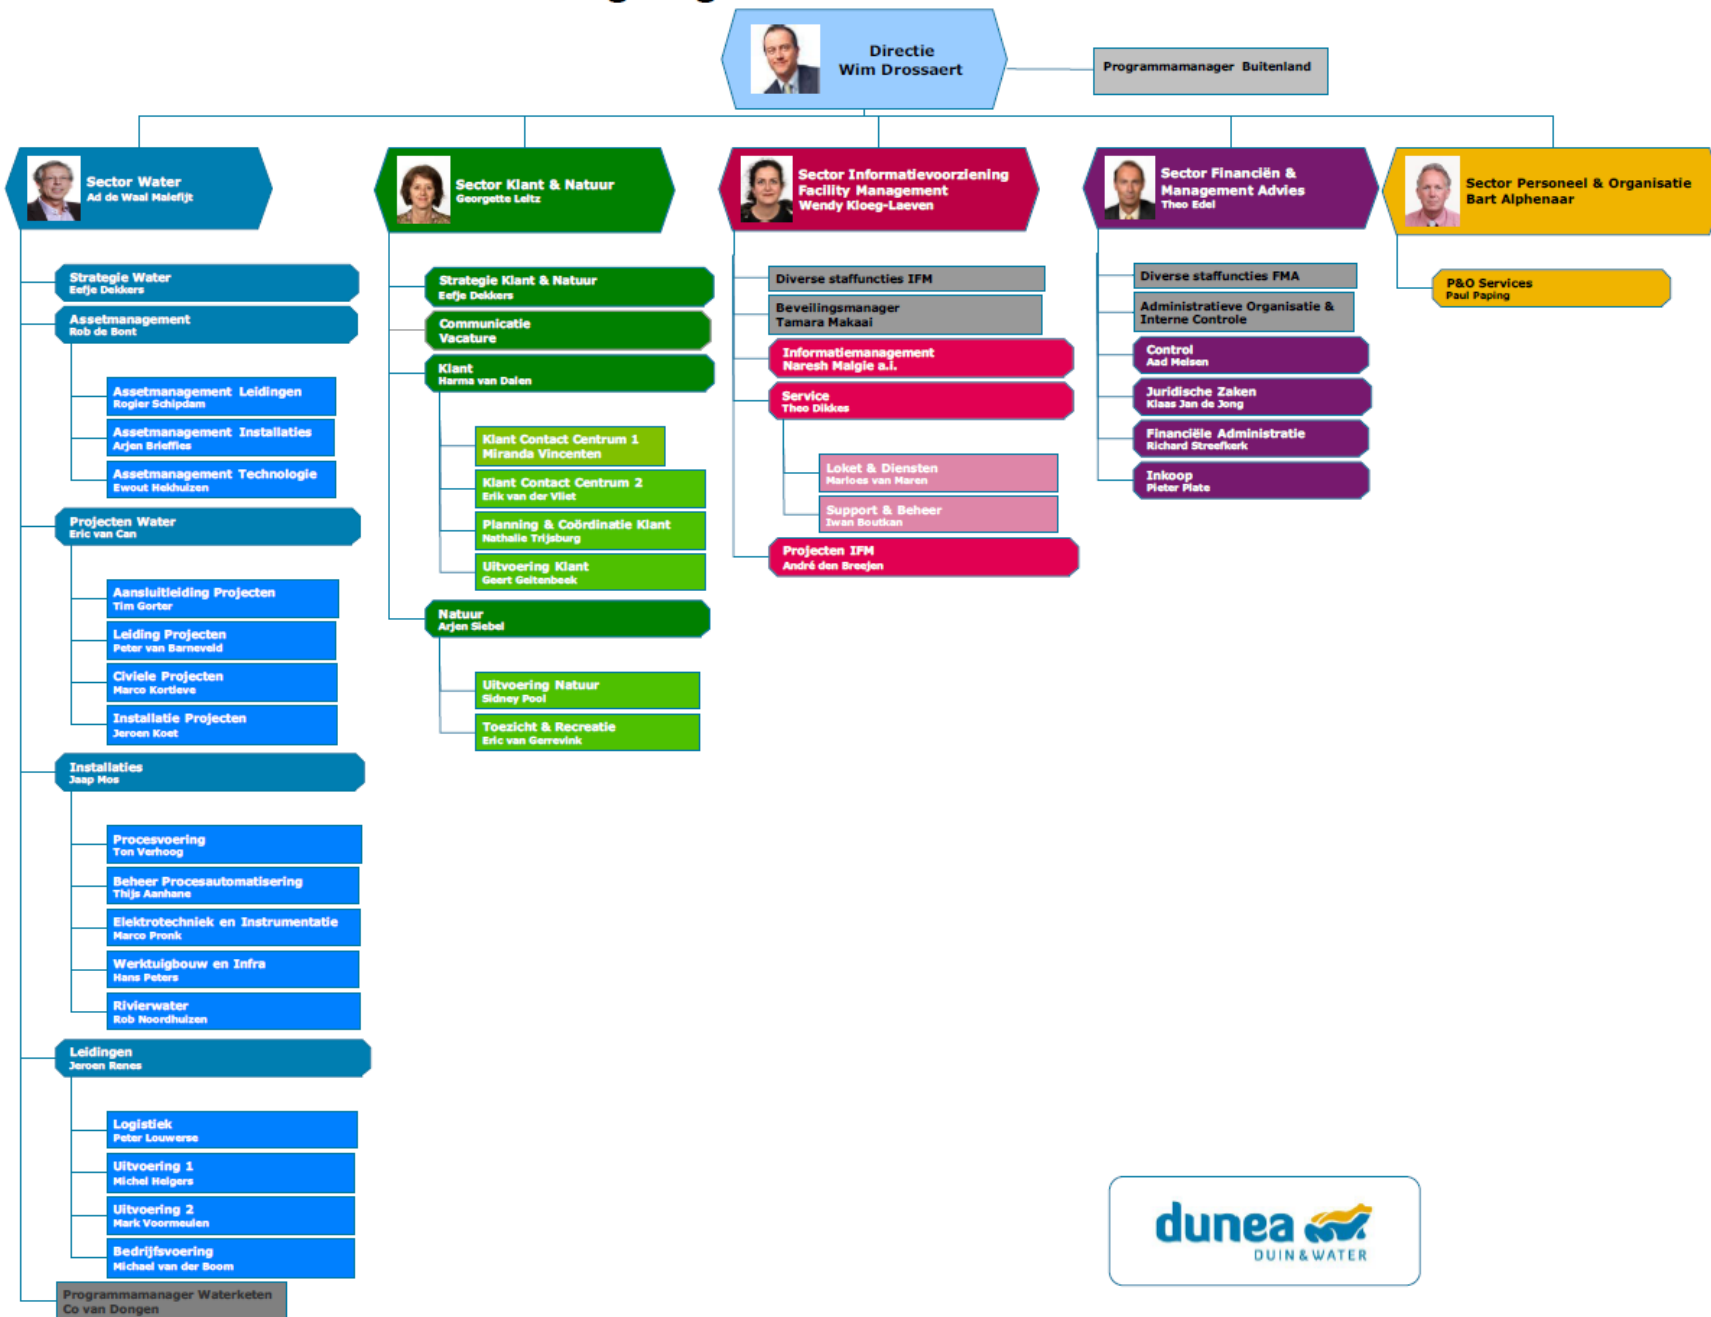 Directie
Wim Drossaert
Programmamanager Buitenland
Sector Water
Ad de Waal Malefijt
Strategie Water
Eefje Dekkers
Assetmanagement
Rob de Bont
Assetmanagement Leidingen
Rogier Schipdam
Assetmanagement Installaties
Arjen Brieffies
Assetmanagement Technologie
Ewout Hekhuizen
Projecten Water
Eric van Can
Aansluitleiding Projecten
Tim Gorter
Leiding Projecten
Peter van Barneveld
Civiele Projecten
Marco Kortleve
Installatie Projecten
Jeroen Koet
Installaties
Jaap Mos
Procesvoering
Ton Verhoog
Beheer Procesautomatisering
Thijs Aanhane
Elektrotechniek en Instrumentatie
Marco Pronk
Werktuigbouw en Infra
Hans Peters
Rivierwater
Rob Noordhuizen
Leidingen
Jeroen Renes
Logistiek
Peter Louwerse
Uitvoering 1
Michel Helgers
Uitvoering 2
Mark Voormeulen
Bedrijfsvoering
Michael van der Boom
Programmamanager Waterketen
Co van Dongen
Sector Klant & Natuur
Georgette Leltz
Strategie Klant & Natuur
Eefje Dekkers
Communicatie
Vacature
Klant
Harma van Dalen
Klant Contact Centrum 1
Miranda Vincenten
Klant Contact Centrum 2
Erik van der Vliet
Planning & Coördinatie Klant
Nathalie Trijsburg
Uitvoering Klant
Geert Geitenbeek
Natuur
Arjen Siebel
Uitvoering Natuur
Sidney Pool
Toezicht & Recreatie
Eric van Gerrevink
Sector Informatievoorziening
Facility Management
Wendy Kloeg-Laeven
Diverse staffuncties IFM
Beveilingsmanager
Tamara Makaai
Informatiemanagement
Naresh Malgie a.i.
Service
Theo Dikkes
Loket & Diensten
Marloes van Maren
Support & Beheer
Iwan Boutkan
Projecten IFM
André den Breejen
Sector Financiën &
Management Advies
Theo Edel
Diverse staffuncties FMA
Administratieve Organisatie &
Interne Controle
Control
Aad Melsen
Juridische Zaken
Klaas Jan de Jong
Financiële Administratie
Richard Streefkerk
Inkoop
Pieter Plate
Sector Personeel & Organisatie
Bart Alphenaar
P&O Services
Paul Paping
dunea
DUIN & WATER